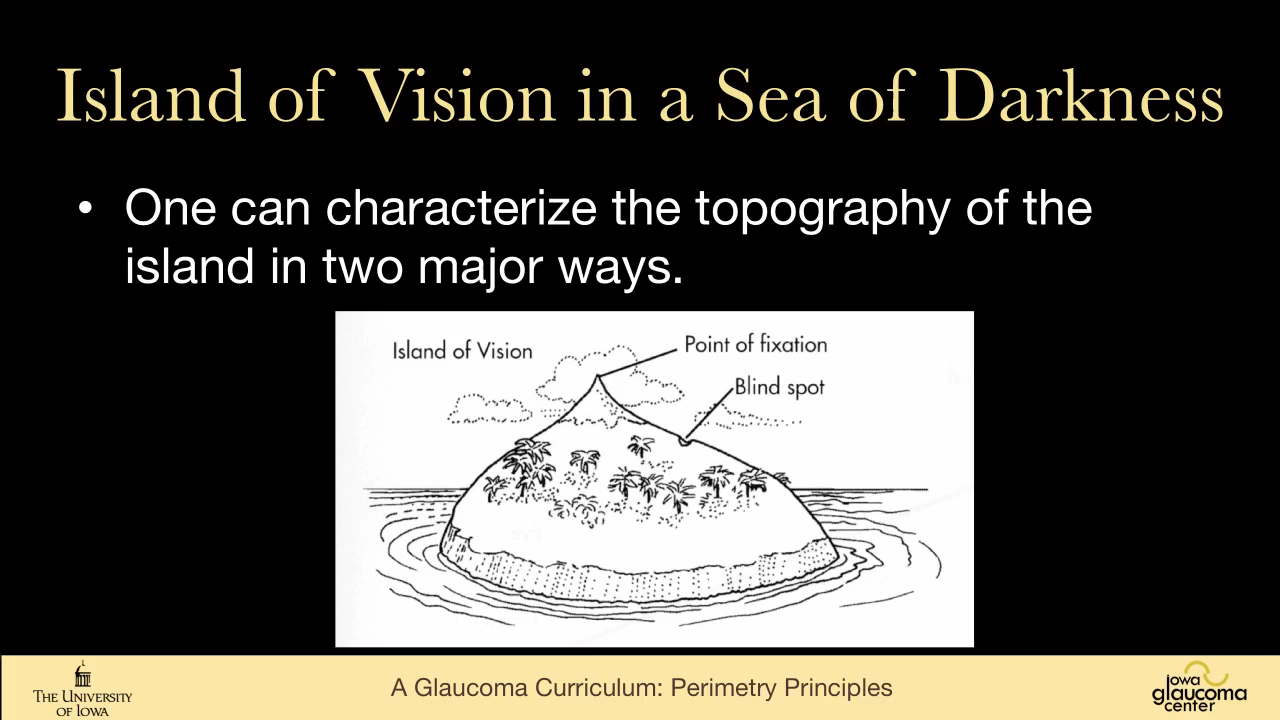 Island of Vision in a Sea of Darkness
• One can characterize the topography of the
island in two major ways.
Island of Vision
Point of fixation
Blind spot
THE UNIVERSITY
OF IOWA
A Glaucoma Curriculum: Perimetry Principles
Iowa
glaucoma
center